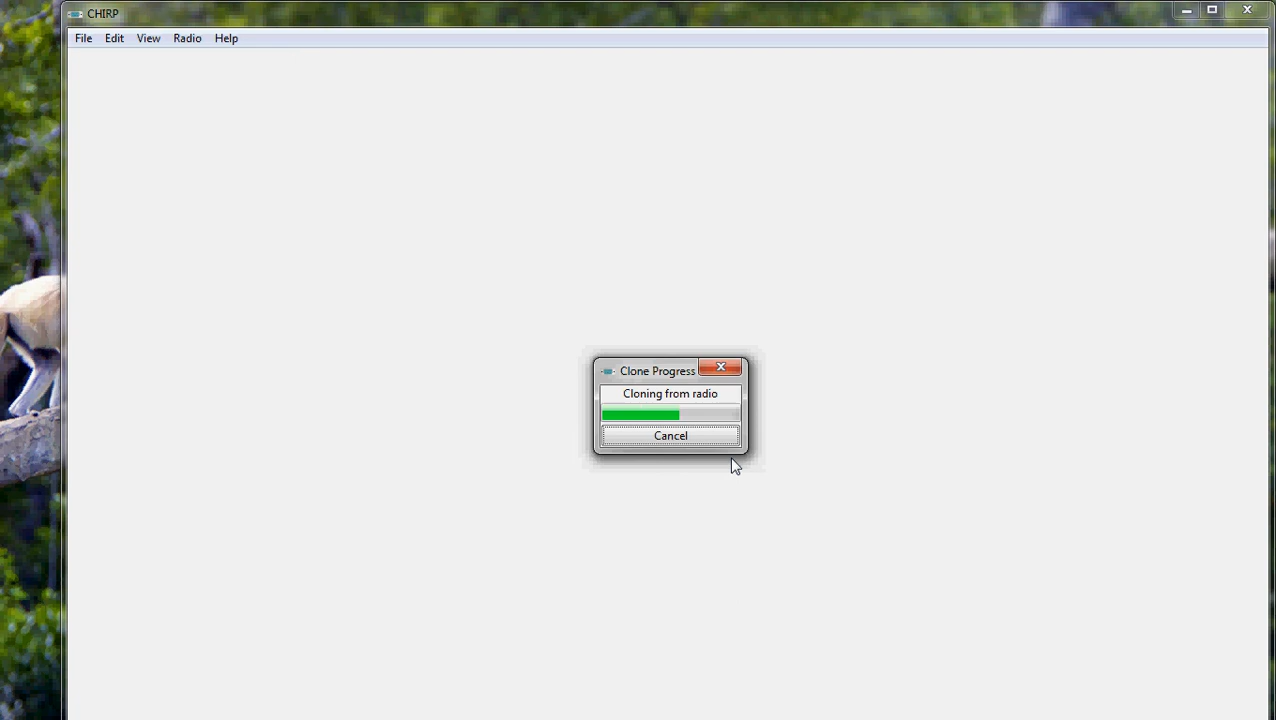 CHIRP
File Edit View Radio Help
Clone Progress
Cloning from radio
Cancel